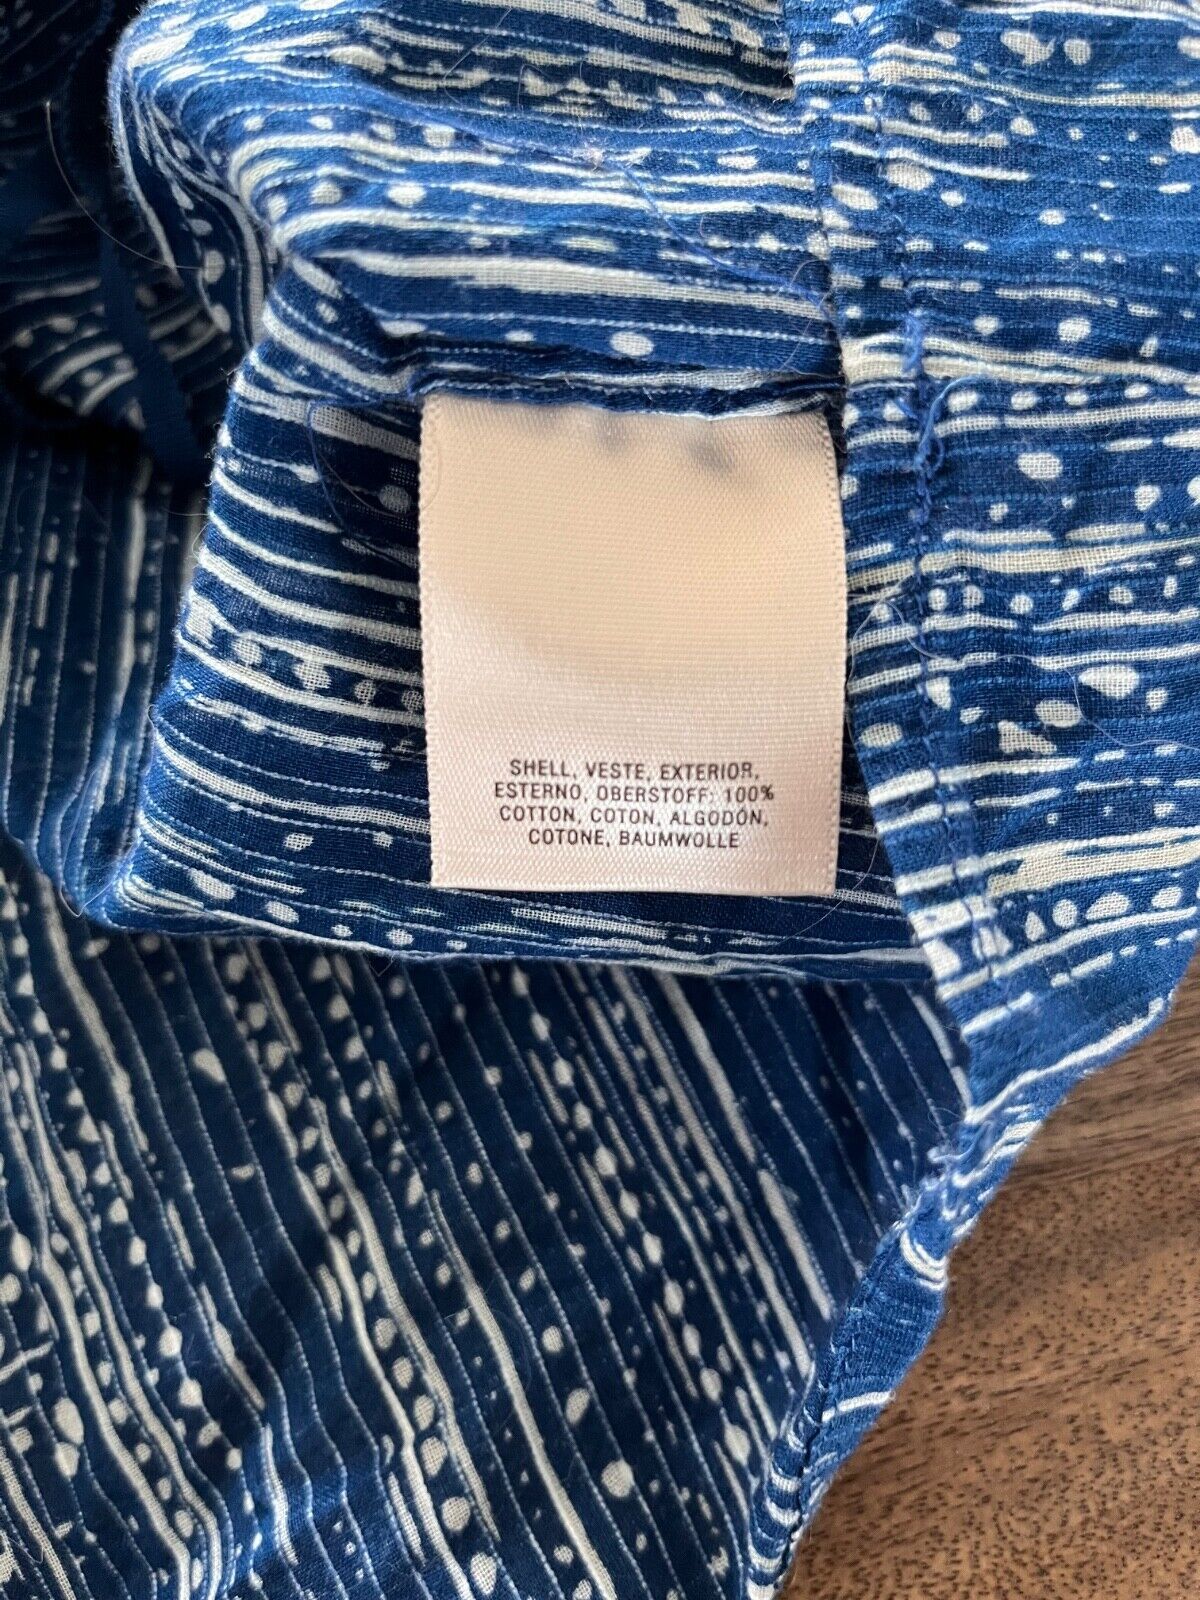 SHELL, VESTE, EXTERIOR,
ESTERNO, OBERSTOFF: 100%
COTTON, COTON, ALGODÓN,
COTONE, BAUMWOLLE